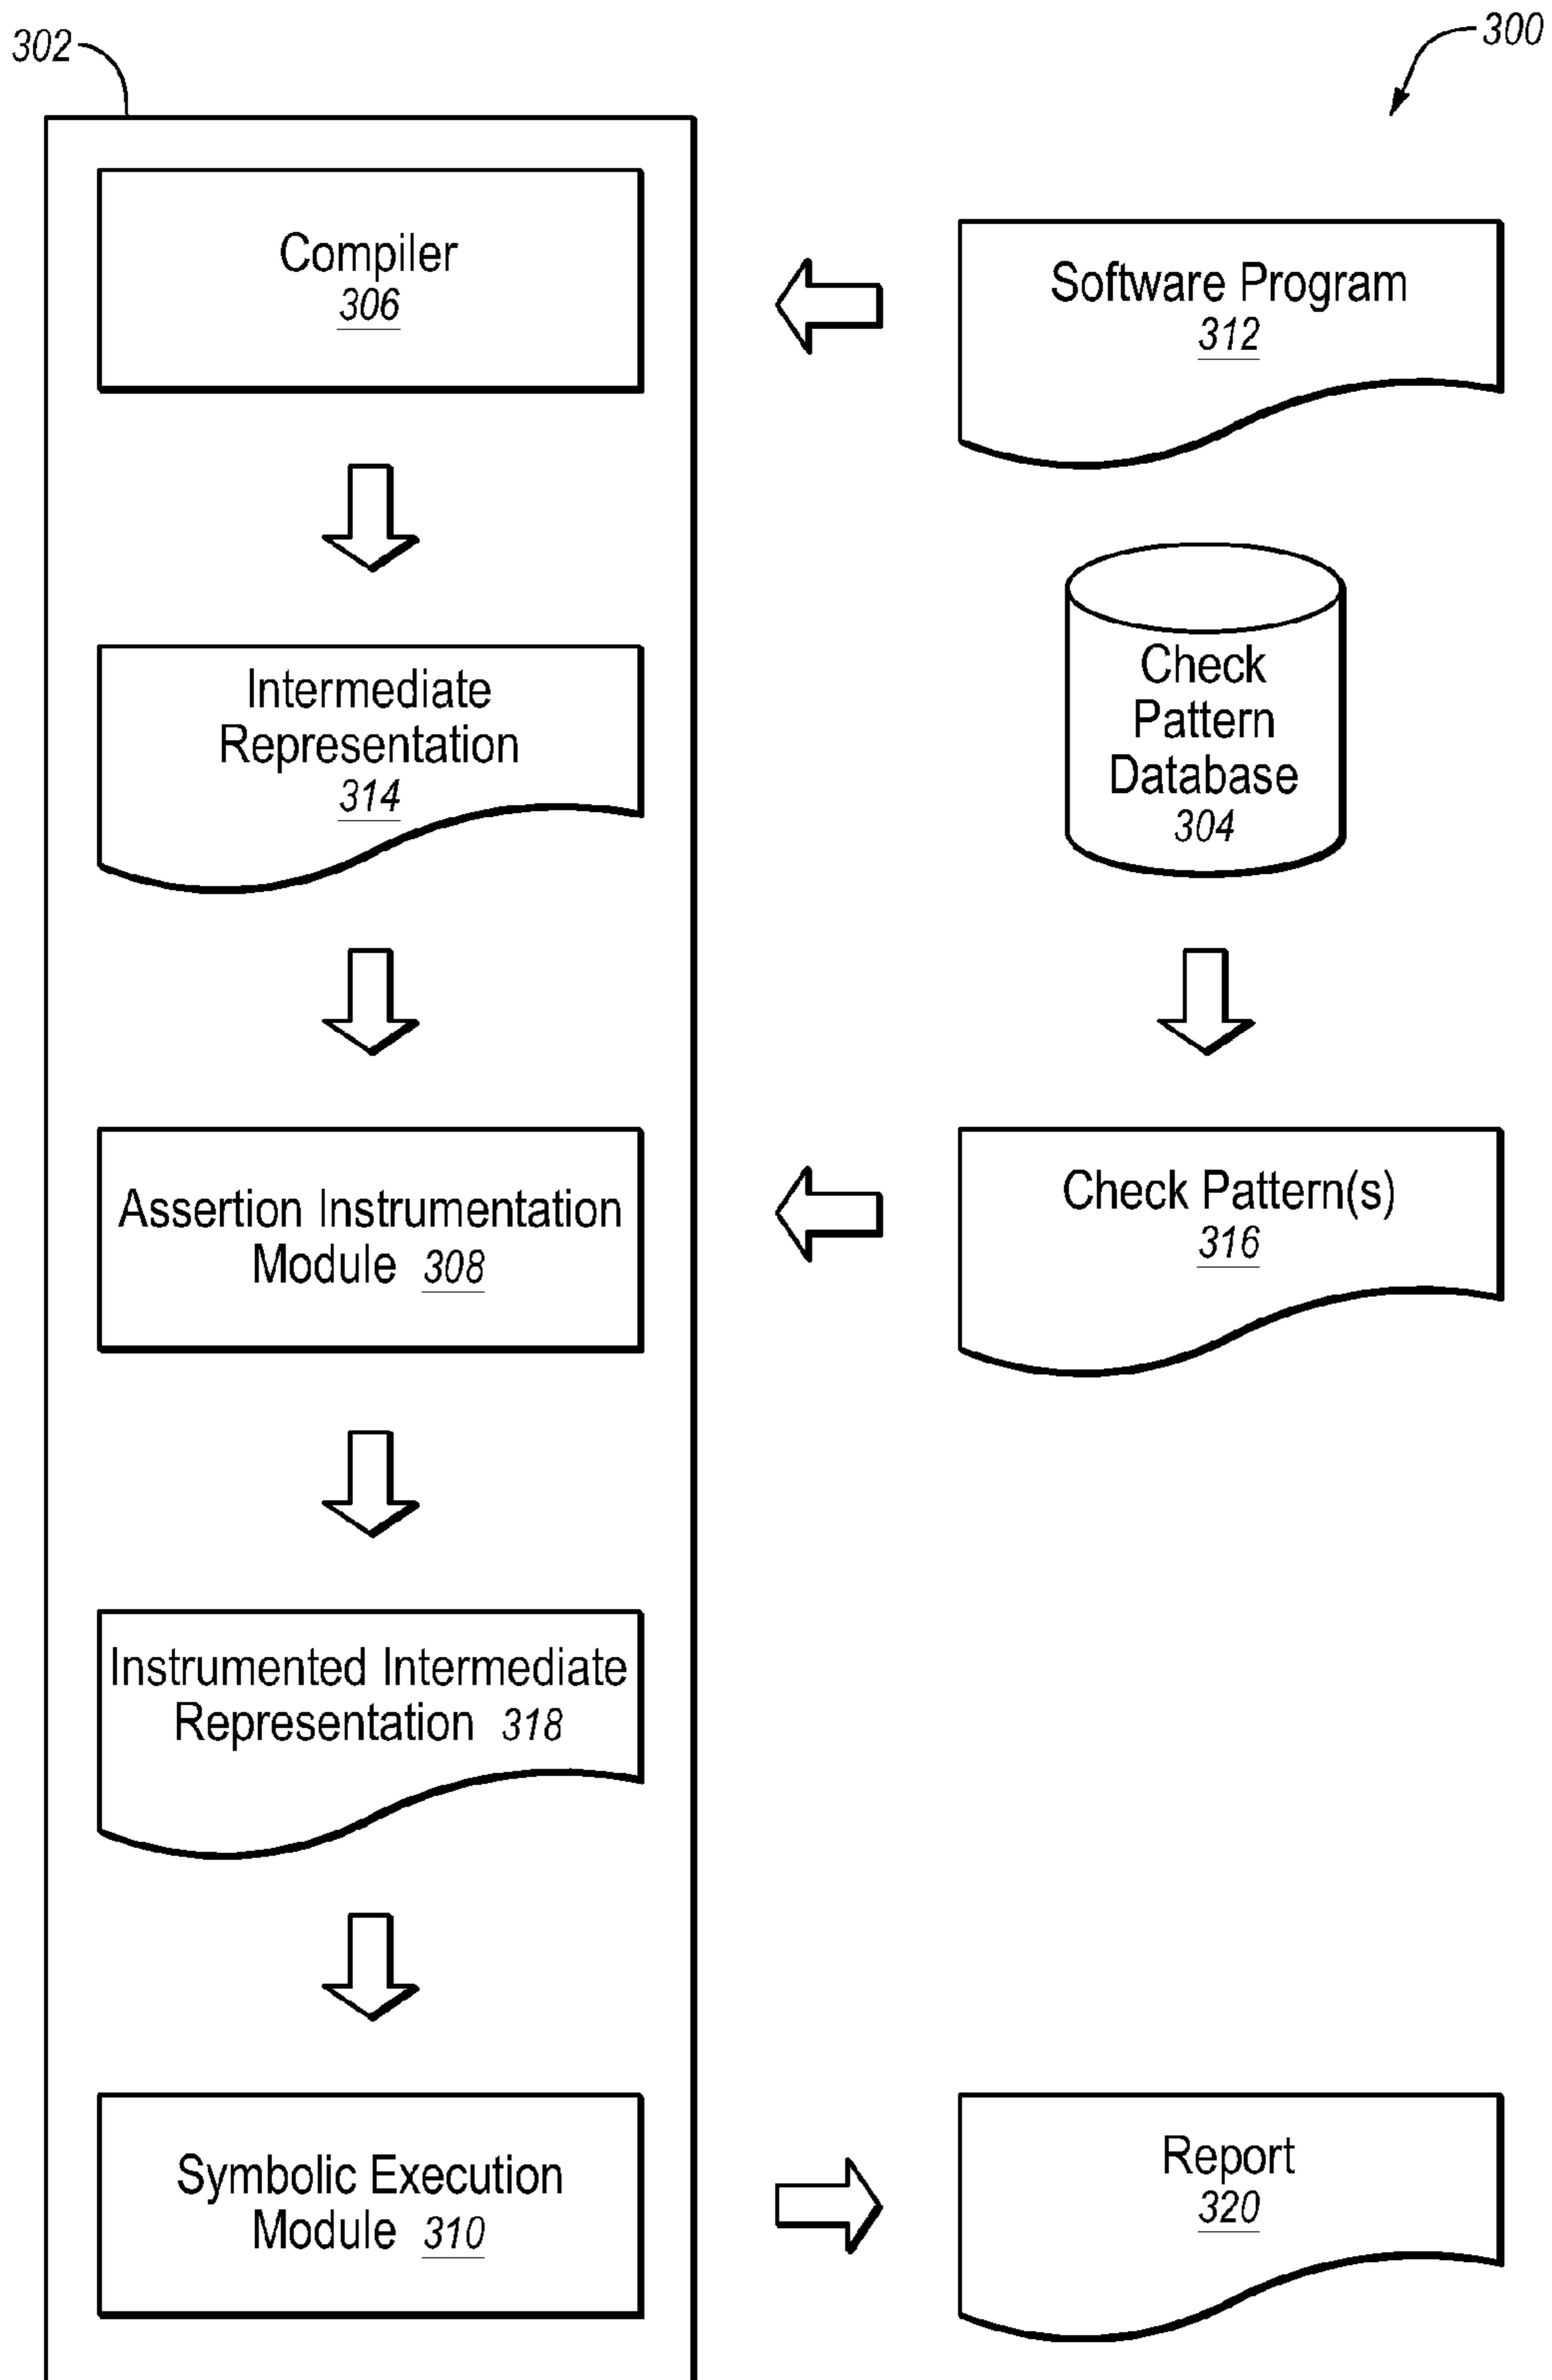 302
300
Compiler
306
Software Program
312
Intermediate
Representation
314
Check
Pattern
Database
304
Assertion Instrumentation
Module 308
Check Pattern(s)
316
Instrumented Intermediate
Representation 318
Symbolic Execution
Module 310
Report
320